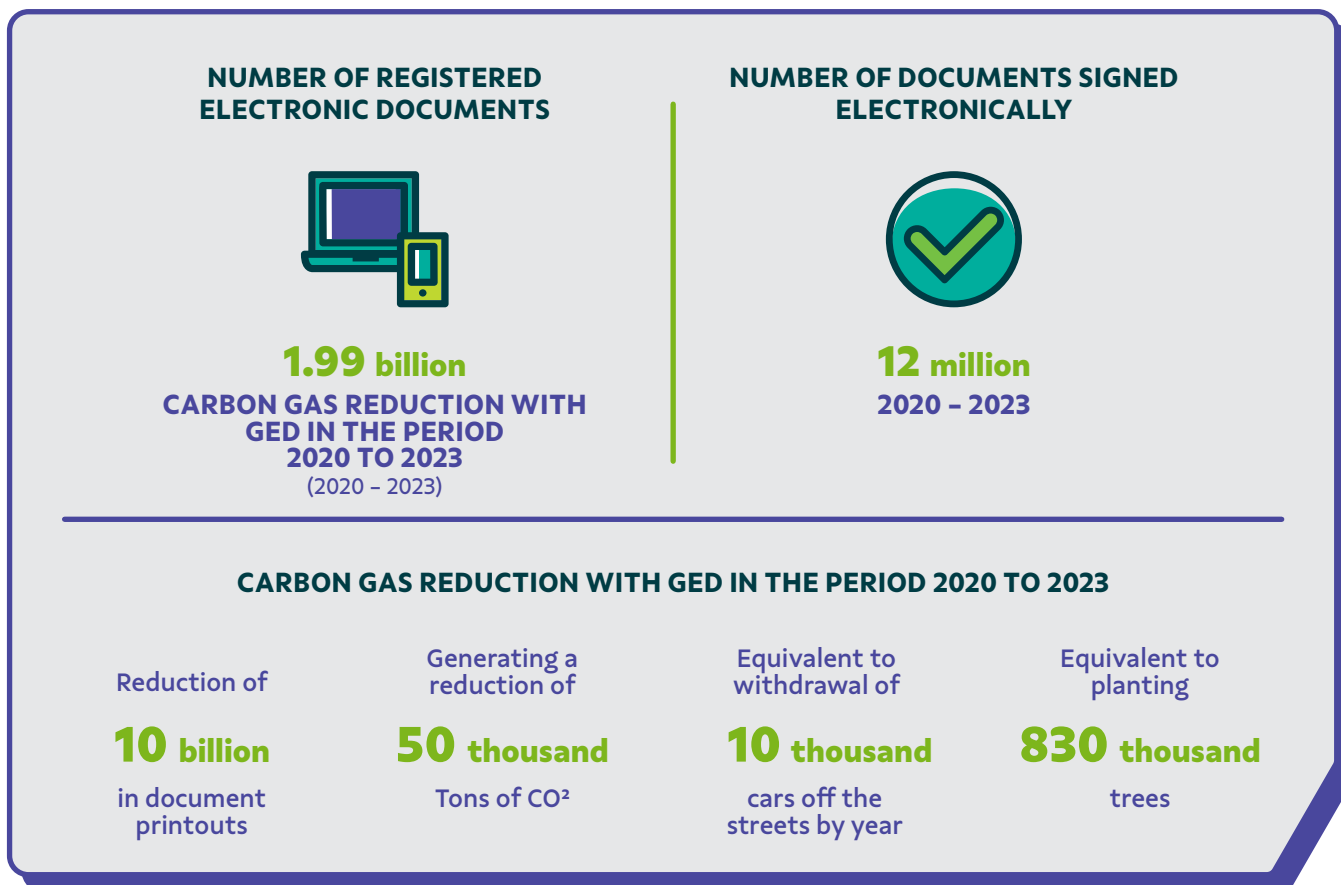 NUMBER OF REGISTERED
ELECTRONIC DOCUMENTS
1.99 billion
CARBON GAS REDUCTION WITH
GED IN THE PERIOD
2020 TO 2023
(2020 – 2023)
NUMBER OF DOCUMENTS SIGNED
ELECTRONICALLY
12 million
2020 – 2023
CARBON GAS REDUCTION WITH GED IN THE PERIOD 2020 TO 2023
Reduction of
10 billion
in document
printouts
Generating a
reduction of
50 thousand
Tons of CO²
Equivalent to
withdrawal of
10 thousand
cars off the
streets by year
Equivalent to
planting
830 thousand
trees